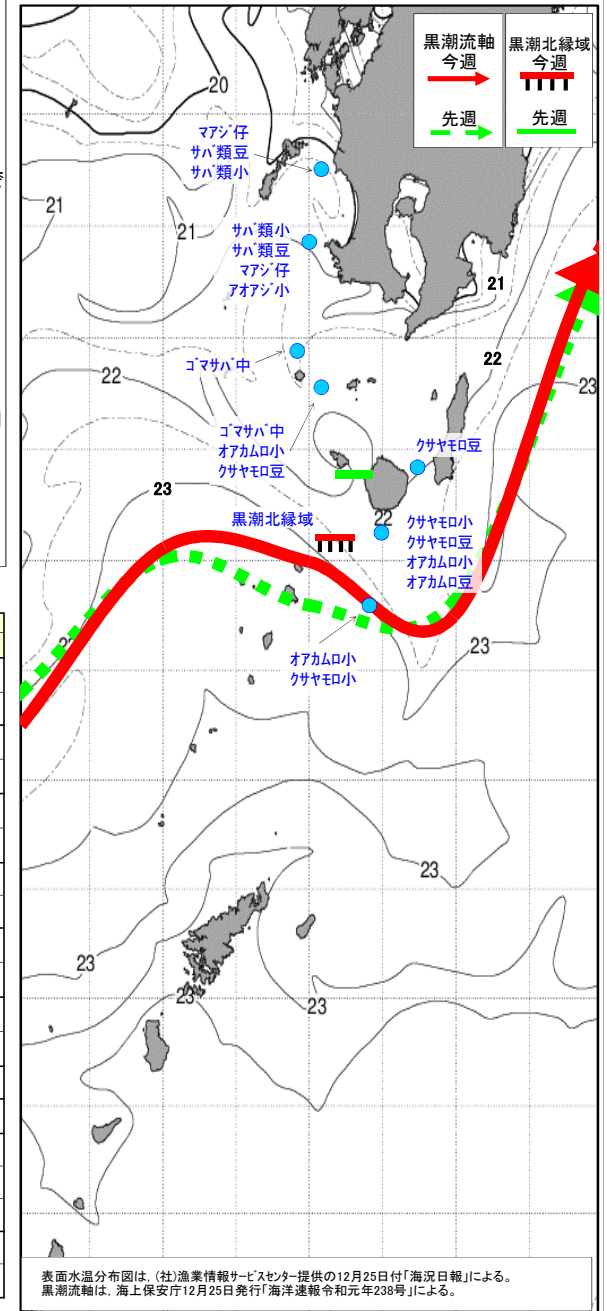 黒潮流軸
今週
先週
黒潮北縁域
今週
先週
20
マアジ仔
サバ類豆
サバ類小
21
21
サバ類小
サバ類豆
マアジ仔
アオアジ小
21
22
ゴマサバ中
22
23
ゴマサバ中
オアカムロ小
クサヤモロ豆
クサヤモロ豆
23
22
黒潮北縁域
クサヤモロ小
クサヤモロ豆
オアカムロ小
オアカムロ豆
23
オアカムロ小
クサヤモロ小
23
23
23
23
表面水温分布図は, (社)漁業情報サービスセンター提供の12月25日付「海況日報」による。
黒潮流軸は, 海上保安庁12月25日発行「海洋速報令和元年238号」による。